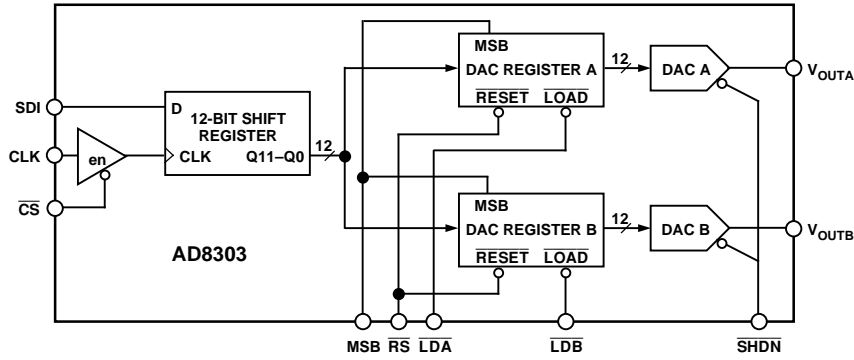 MSB
DAC REGISTER A
RESET LOAD
12
DAC A
VOUTA
SDI
D
12-BIT SHIFT
REGISTER
CLK
en
CLK
Q11–Q0
12
CS
MSB
DAC REGISTER B
RESET LOAD
12
DAC B
VOUTB
AD8303
MSB RS LDA LDB SHDN